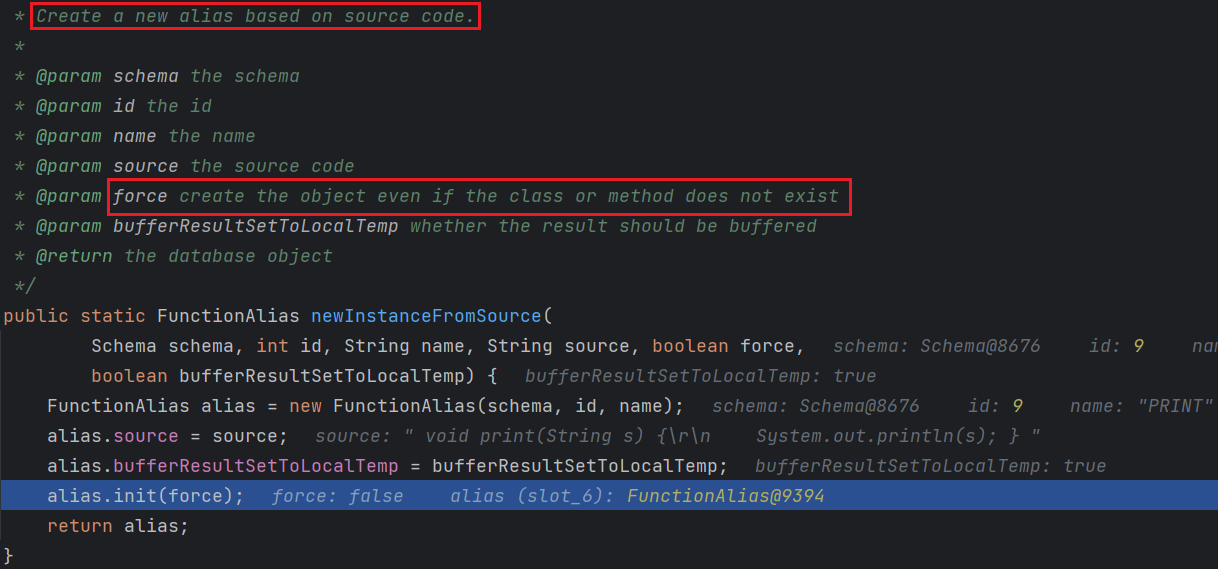 * Create a new alias based on source code.
*
* @param schema the schema
* @param id the id
* @param name the name
* @param source the source code
* @param force create the object even if the class or method does not exist
* @param bufferResultSetToLocalTemp whether the result should be buffered
* @return the database object
*/
public static FunctionAlias newInstanceFromSource(
Schema schema, int id, String name, String source, boolean force, schema: Schema@8676 id: 9
boolean bufferResultSetToLocalTemp) { bufferResultSetToLocalTemp: true
FunctionAlias alias = new FunctionAlias(schema, id, name); schema: Schema@8676 id: 9 name: "PRINT"
alias.source = source; source: " void print(String s) {\r\n System.out.println(s); } "
alias.bufferResultSetToLocalTemp = bufferResultSetToLocalTemp; bufferResultSetToLocalTemp: true
alias.init(force); force: false alias (slot_6): FunctionAlias@9394
return alias;
}